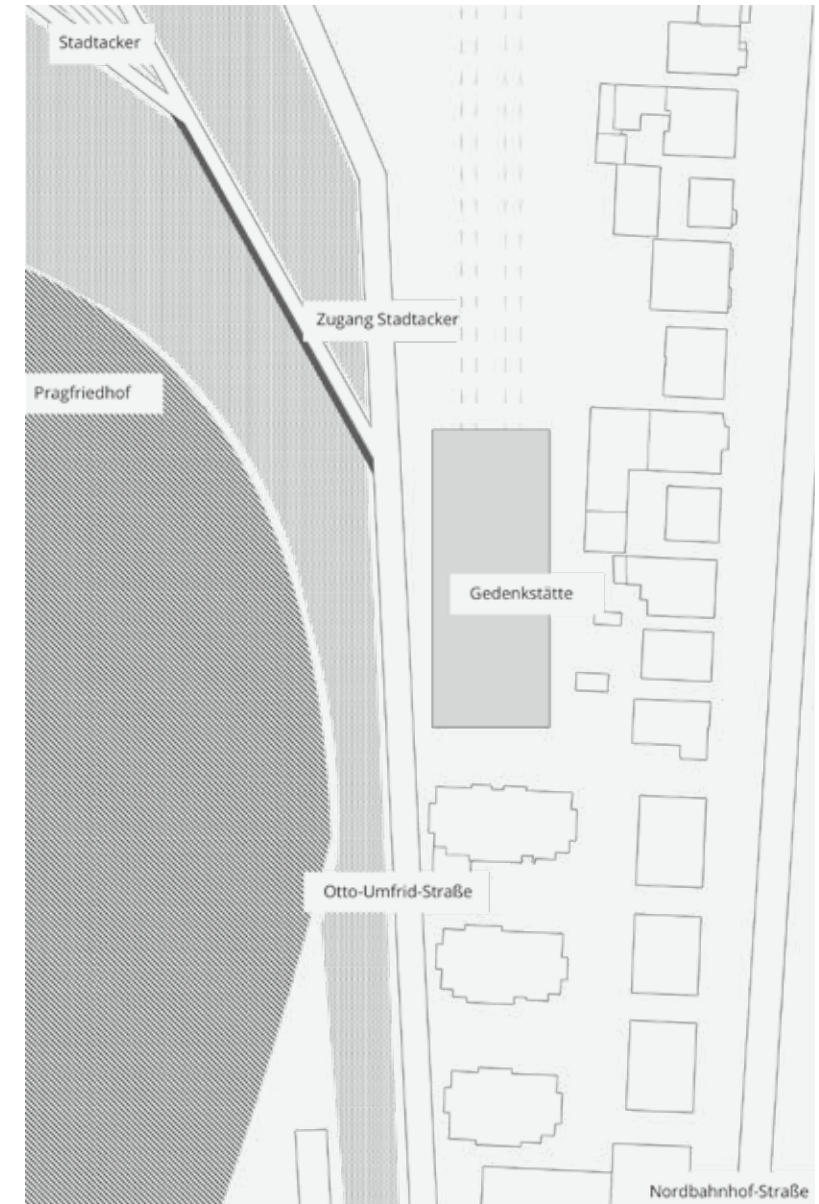 Stadtacker
Zugang Stadtacker
Pragfriedhof
Gedenkstätte
Otto-Umfrid-Straße
Nordbahnhof-Straße